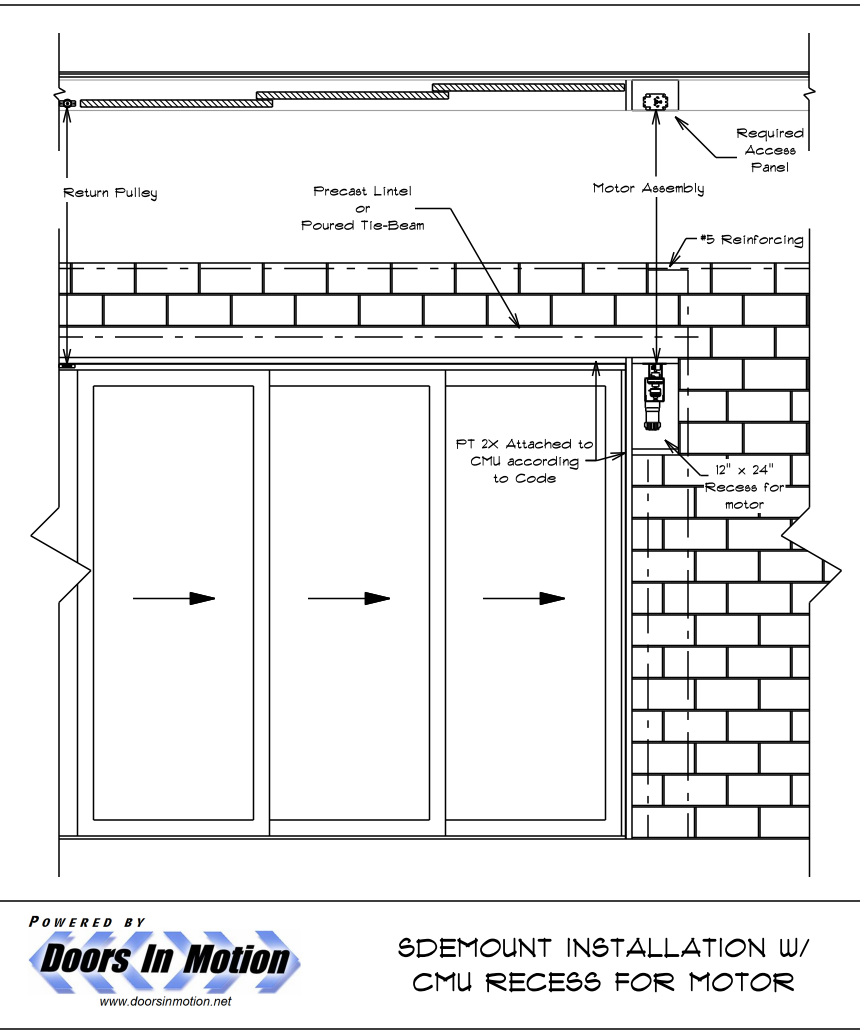 Required
Access
Panel
Return Pulley
Precast Lintel
or
Poured Tie-Beam
Motor Assembly
#5 Reinforcing
PT 2X Attached to
CMU according
to Code
12" x 24"
Recess for
motor
POWERED BY
Doors In Motion
www.doorsinmotion.net
SDEMOUNT INSTALLATION W/
CMU RECESS FOR MOTOR